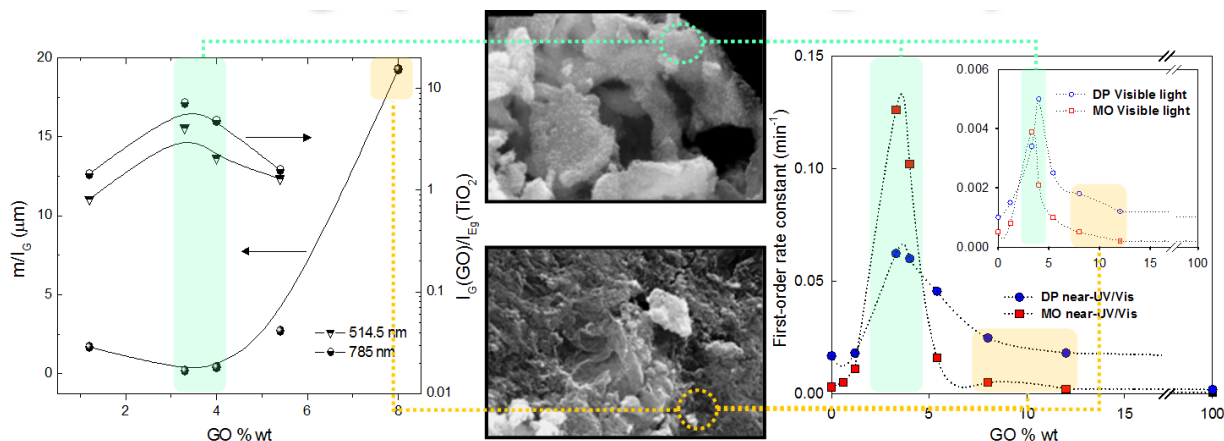 20
15
10
5
0
m/I_G (μm)
2
4
6
8
GO % wt
10
1
0.1
0.01
I_G(GO)/I_Eg(TiO_2)
514.5 nm
785 nm
0.15
0.10
0.05
0.00
First-order rate constant (min^-1)
0
5
10
15
100
GO % wt
DP near-UV/Vis
MO near-UV/Vis
0.006
0.004
0.002
0.000
0
5
10
15
100
DP Visible light
MO Visible light